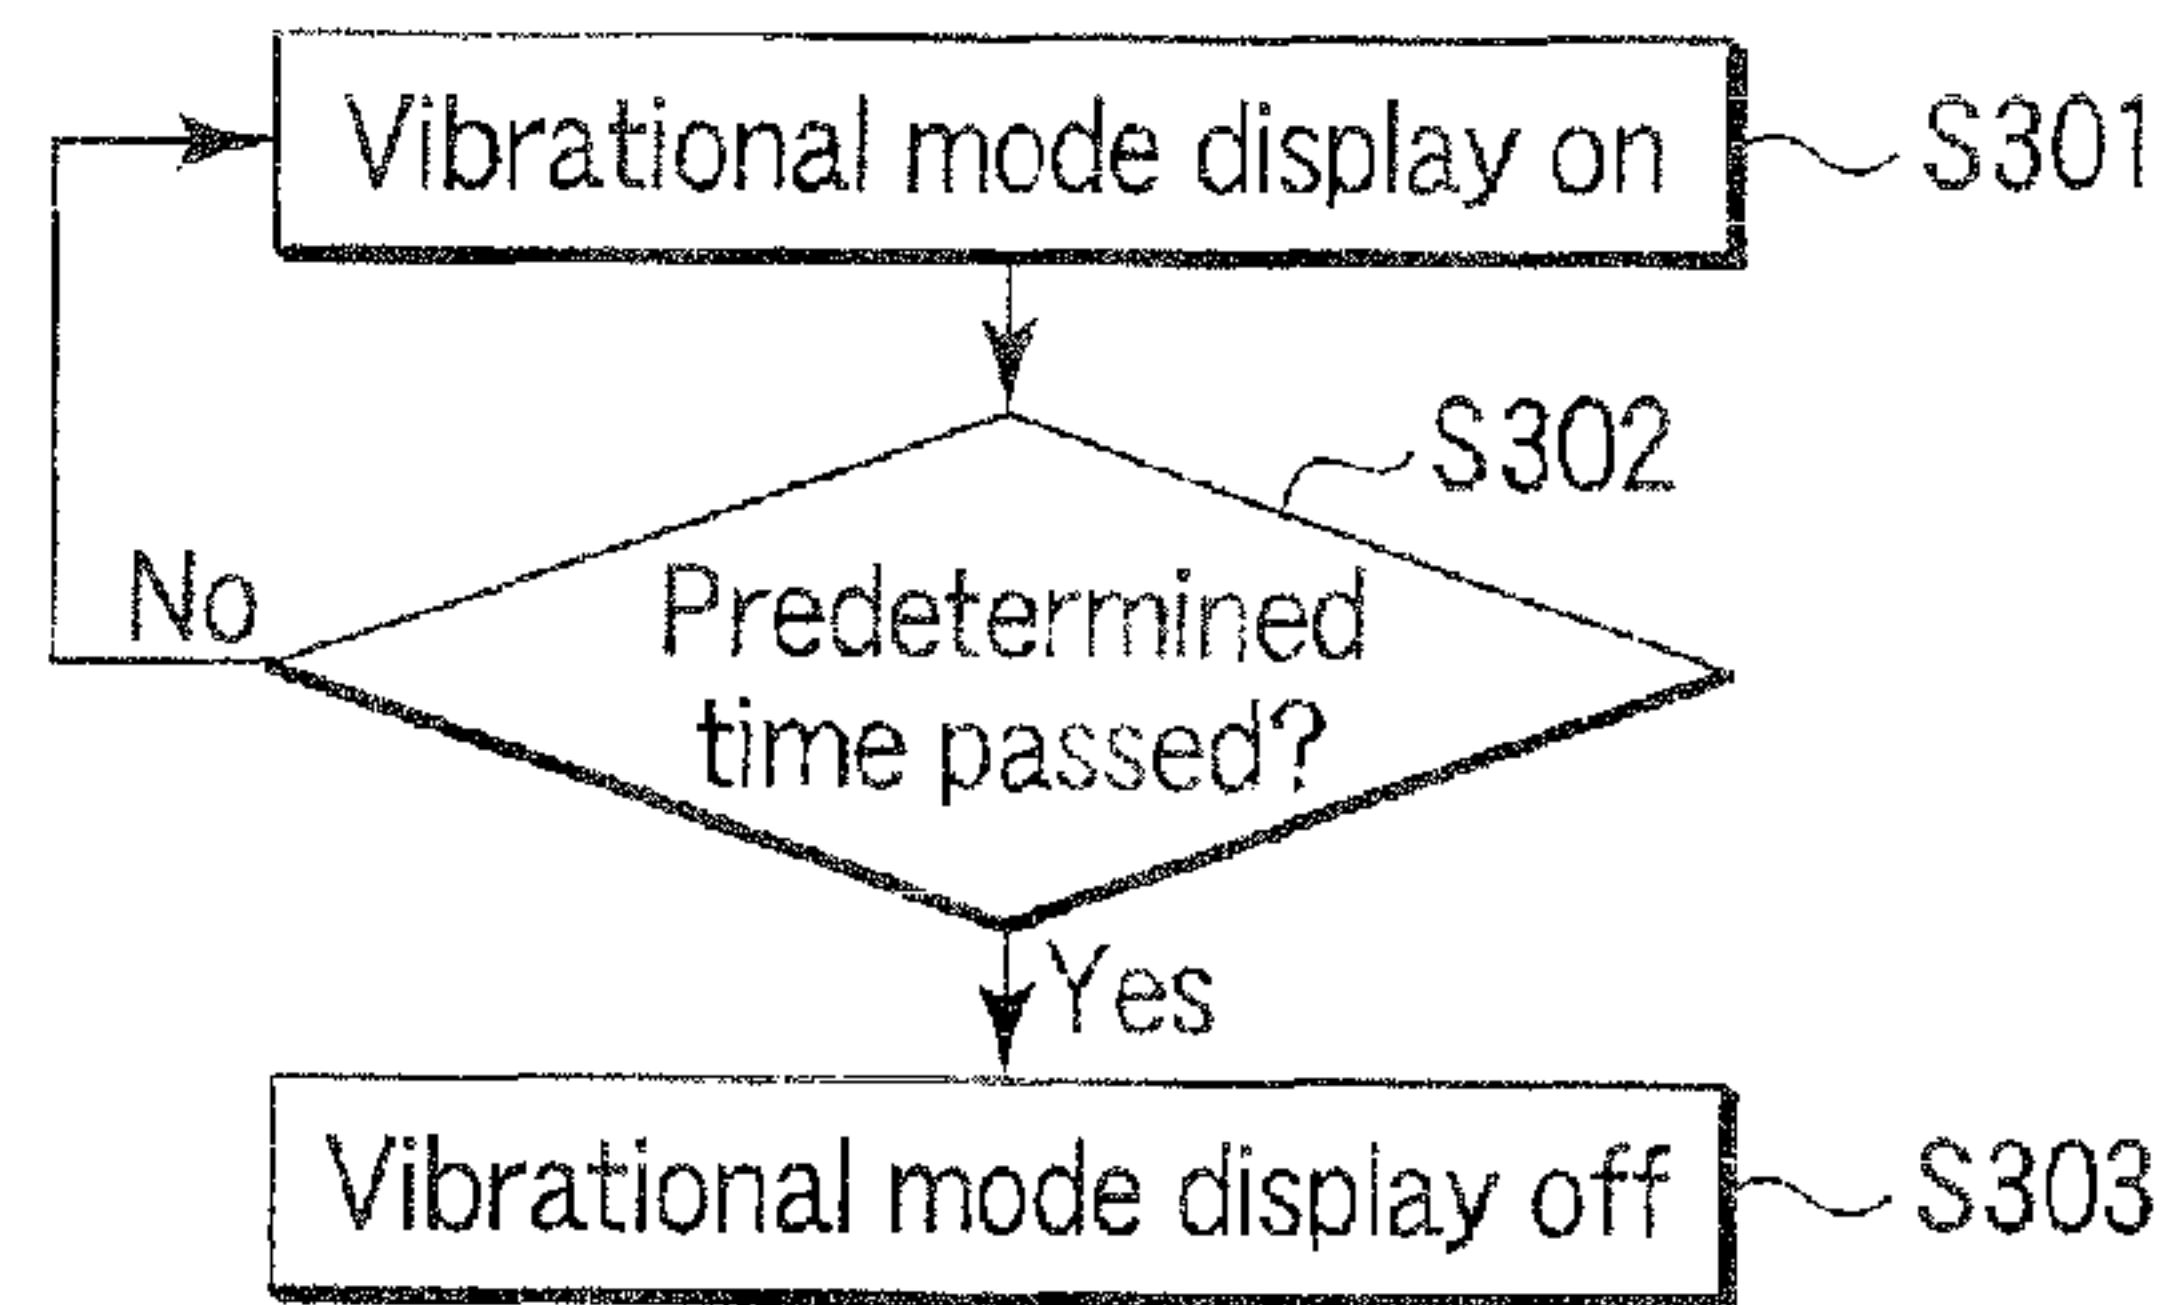 Vibrational mode display on
S301
S302
No
Predetermined
time passed?
Yes
Vibrational mode display off
S303